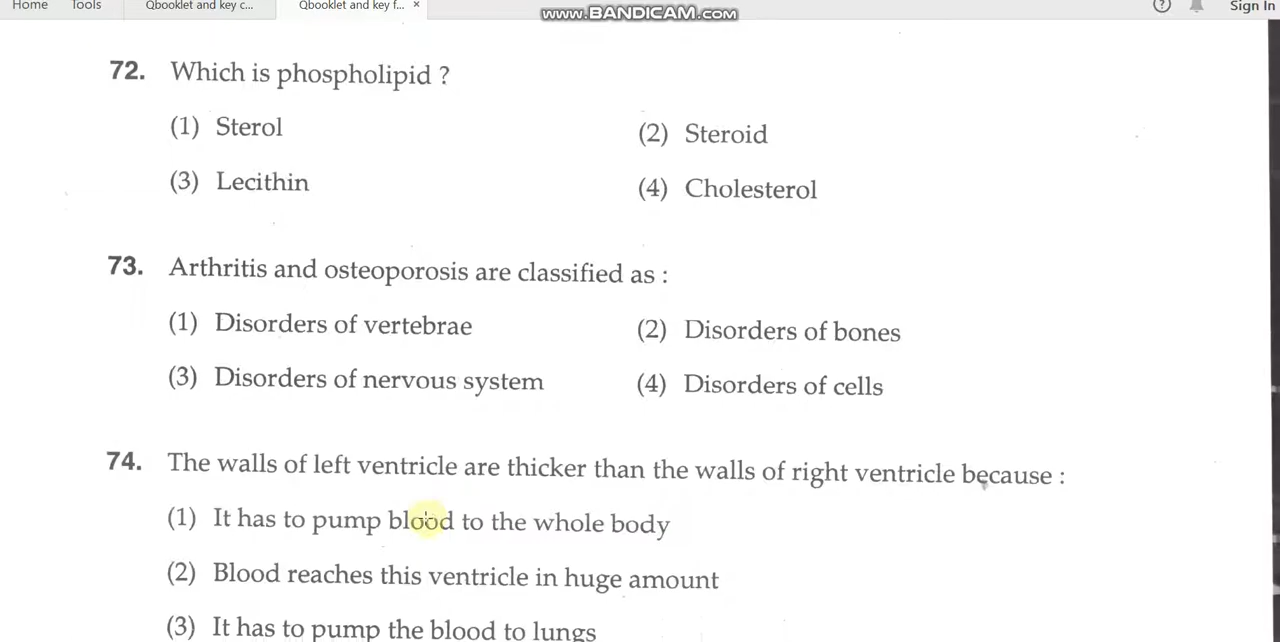 Home Tools Qbooklet and key c... Qbooklet and key f... × Sign In
www.BANDICAM.com
72. Which is phospholipid ?
(1) Sterol (2) Steroid
(3) Lecithin (4) Cholesterol
73. Arthritis and osteoporosis are classified as :
(1) Disorders of vertebrae (2) Disorders of bones
(3) Disorders of nervous system (4) Disorders of cells
74. The walls of left ventricle are thicker than the walls of right ventricle because :
(1) It has to pump blood to the whole body
(2) Blood reaches this ventricle in huge amount
(3) It has to pump the blood to lungs